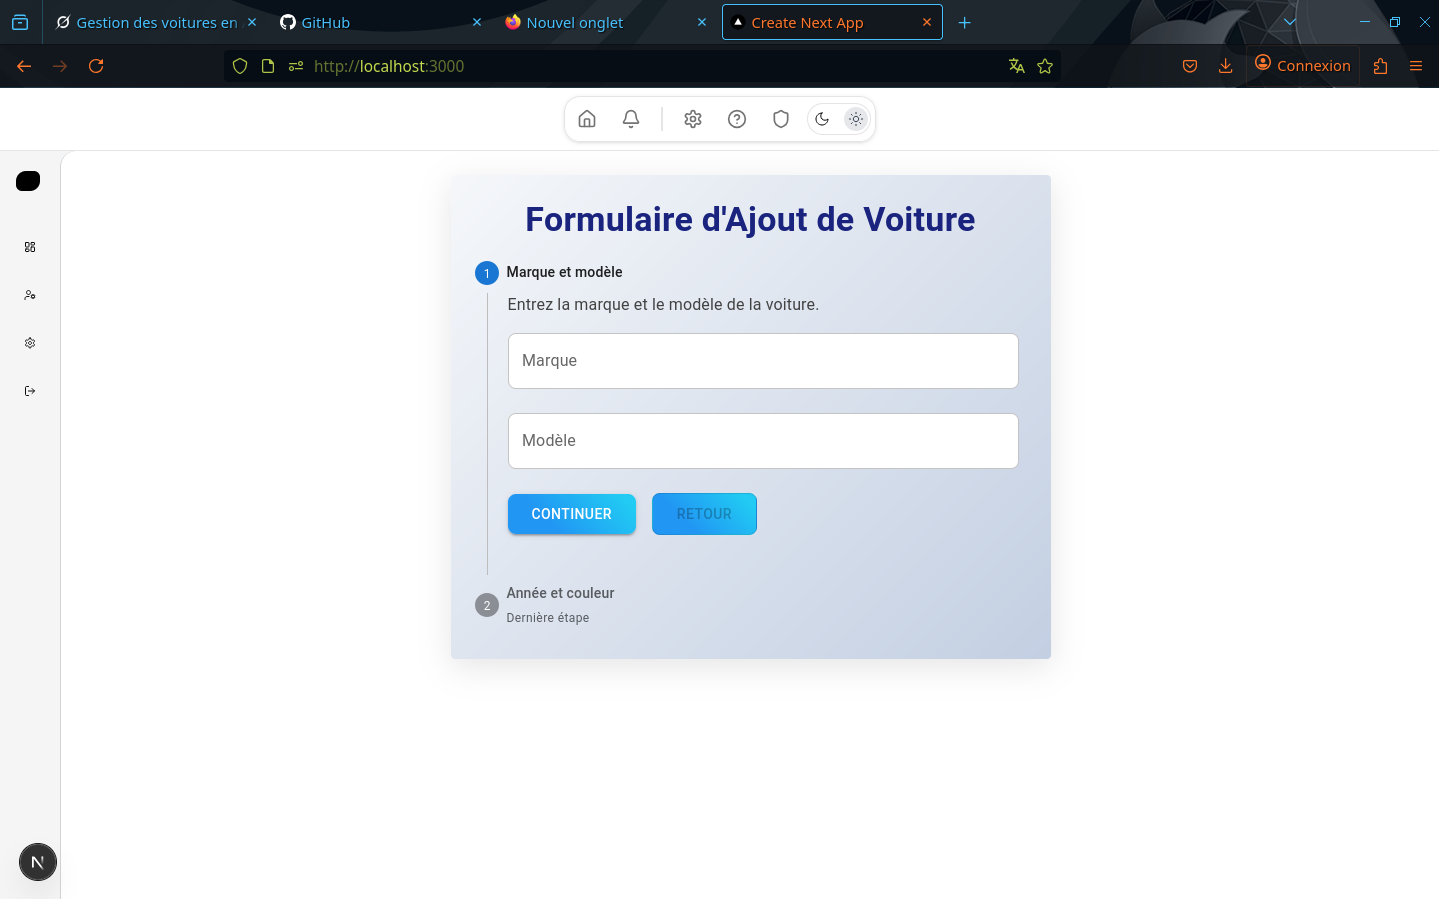 Gestion des voitures en
GitHub
Nouvel onglet
Create Next App
http://localhost:3000
Connexion
Formulaire d'Ajout de Voiture
1 Marque et modèle
Entrez la marque et le modèle de la voiture.
Marque
Modèle
CONTINUER RETOUR
Année et couleur
2
Dernière étape
N